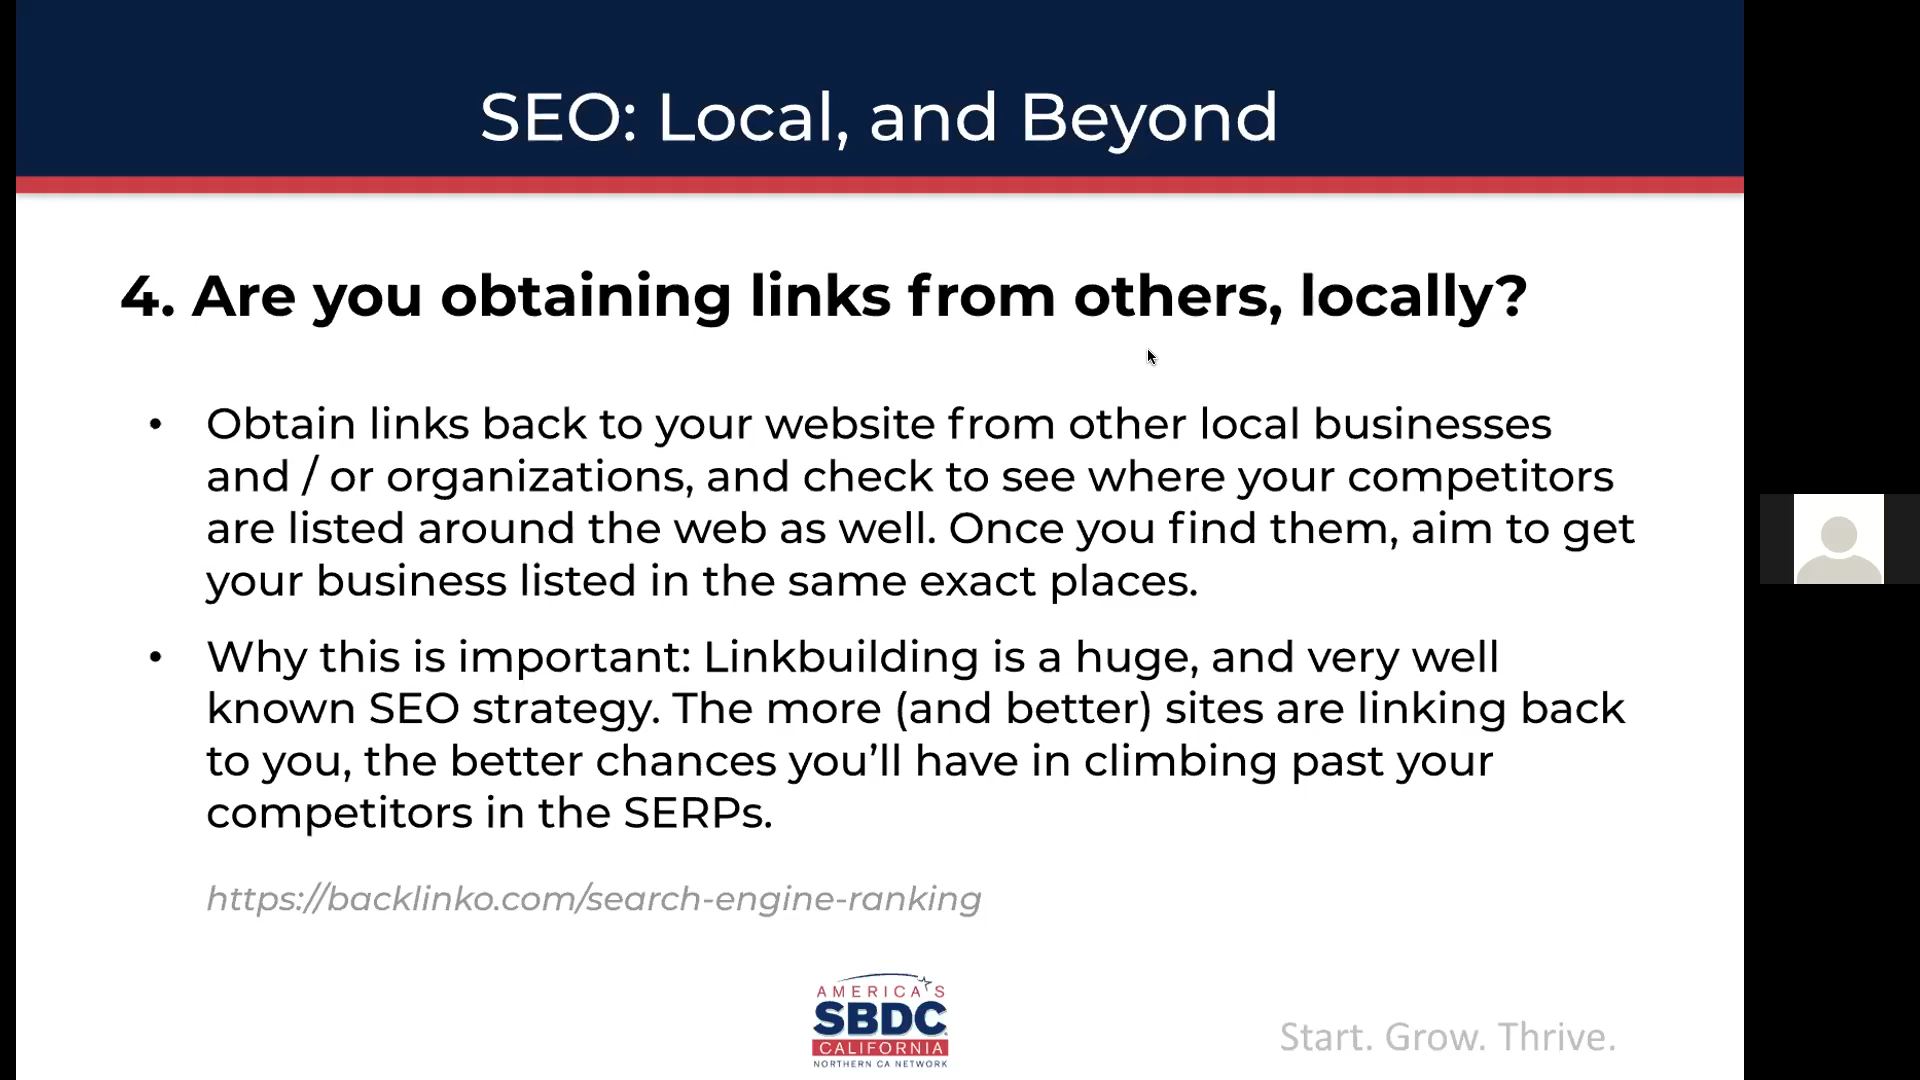 SEO: Local, and Beyond
4. Are you obtaining links from others, locally?
• Obtain links back to your website from other local businesses
and / or organizations, and check to see where your competitors
are listed around the web as well. Once you find them, aim to get
your business listed in the same exact places.
• Why this is important: Linkbuilding is a huge, and very well
known SEO strategy. The more (and better) sites are linking back
to you, the better chances you’ll have in climbing past your
competitors in the SERPs.
https://backlinko.com/search-engine-ranking
AMERICA'S
SBDC
CALIFORNIA
NORTHERN CA NETWORK
Start. Grow. Thrive.